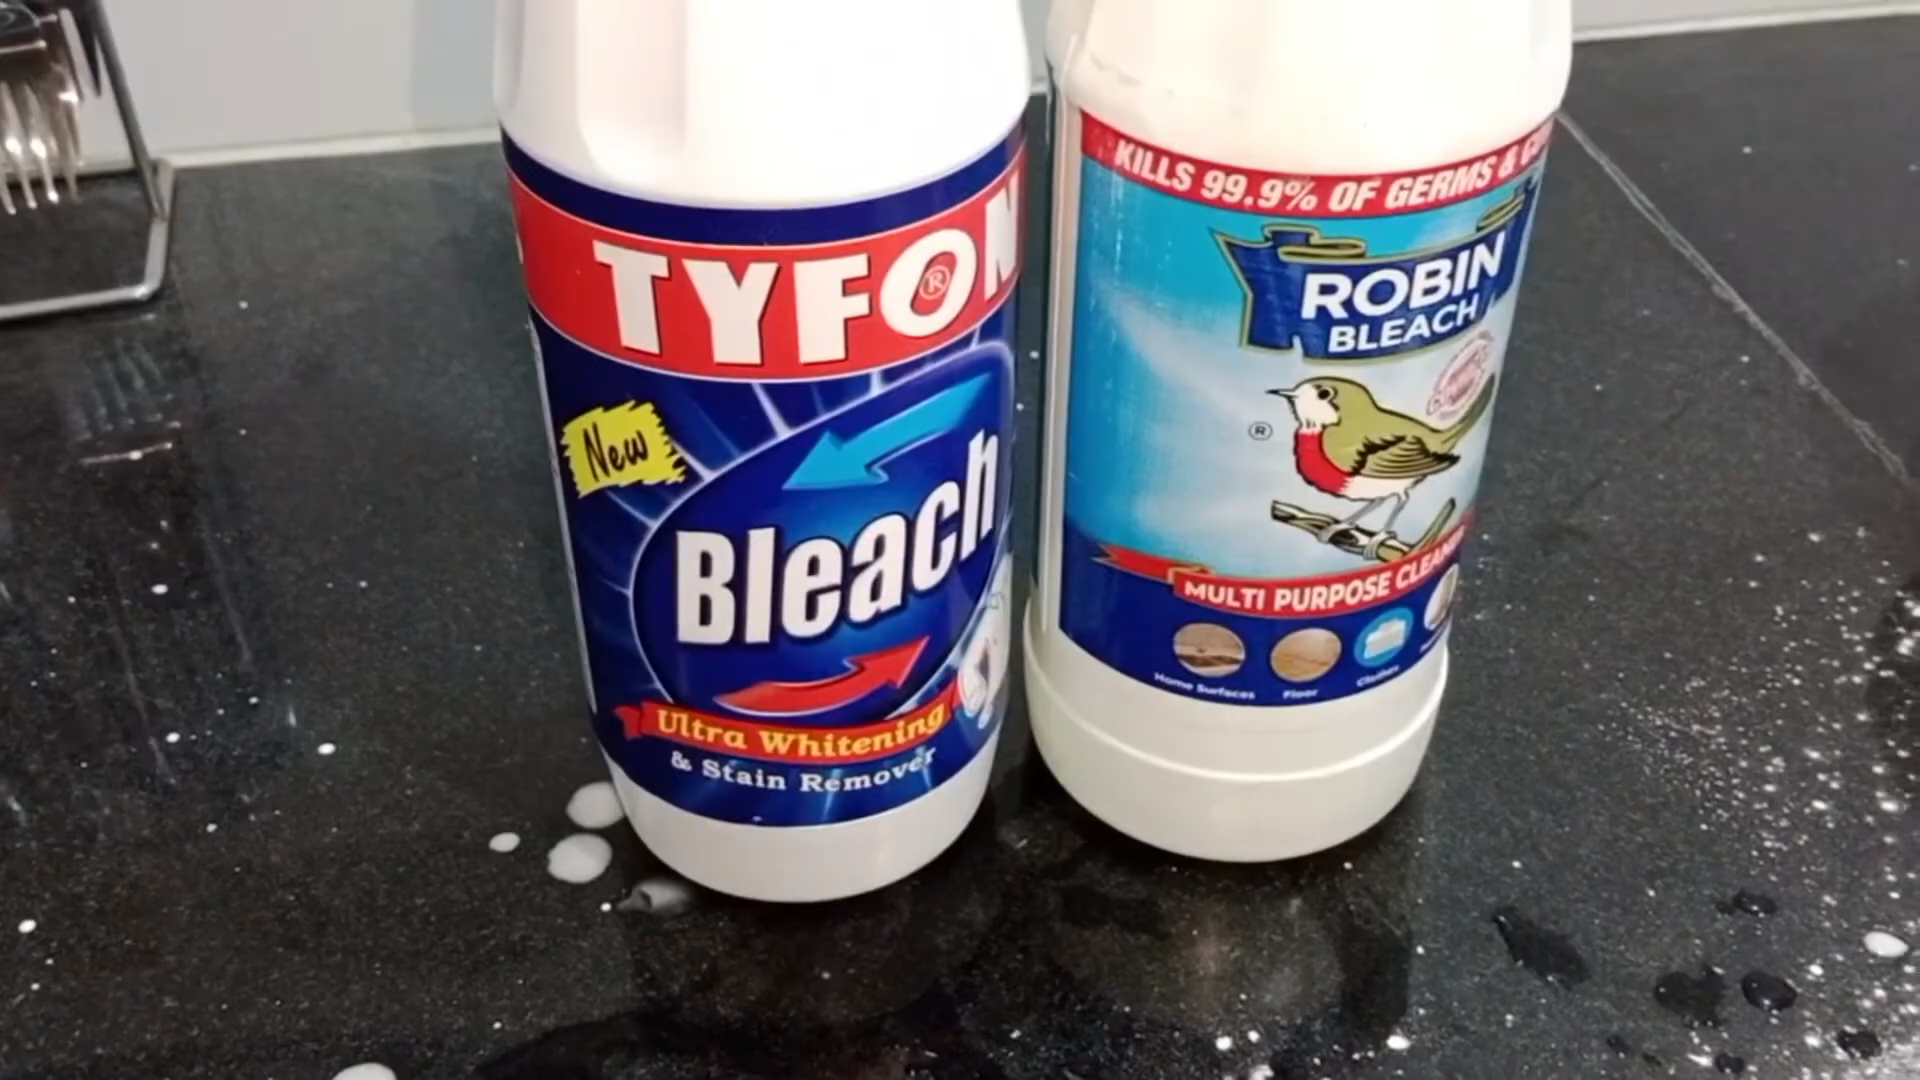 TYFON
®
New
Bleach
Ultra Whitening
& Stain Remover
KILLS 99.9% OF GERMS &
ROBIN
BLEACH
®
MULTI PURPOSE CLEANER
Home Surfaces
Floor
Clothes